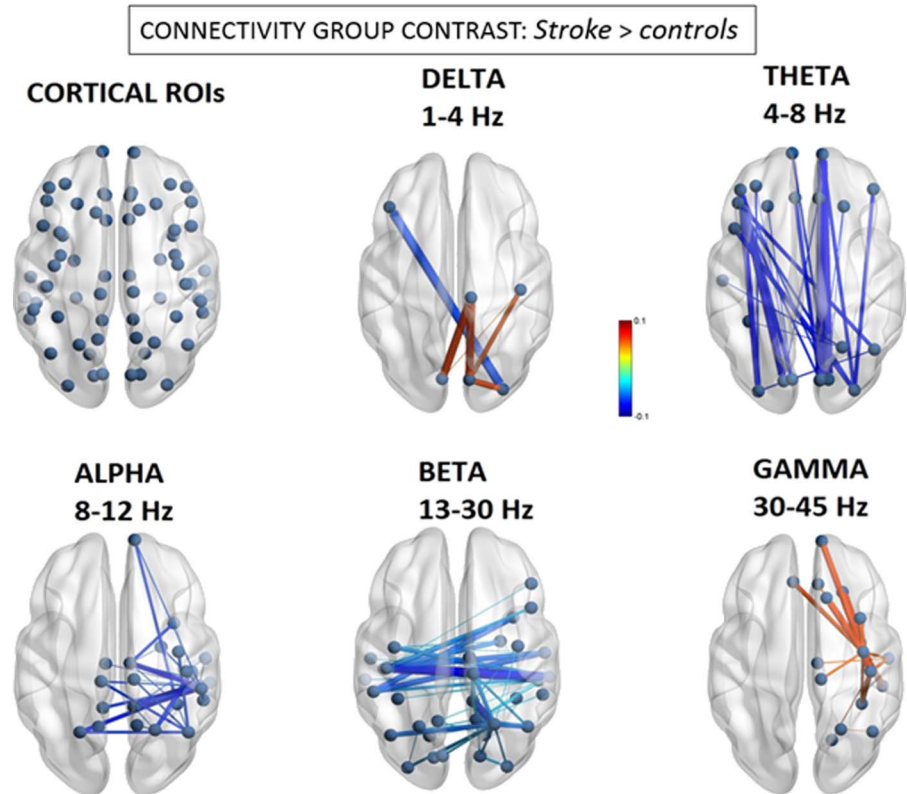 CONNECTIVITY GROUP CONTRAST: Stroke > controls
CORTICAL ROIs
DELTA
1-4 Hz
THETA
4-8 Hz
0.1
-0.1
ALPHA
8-12 Hz
BETA
13-30 Hz
GAMMA
30-45 Hz